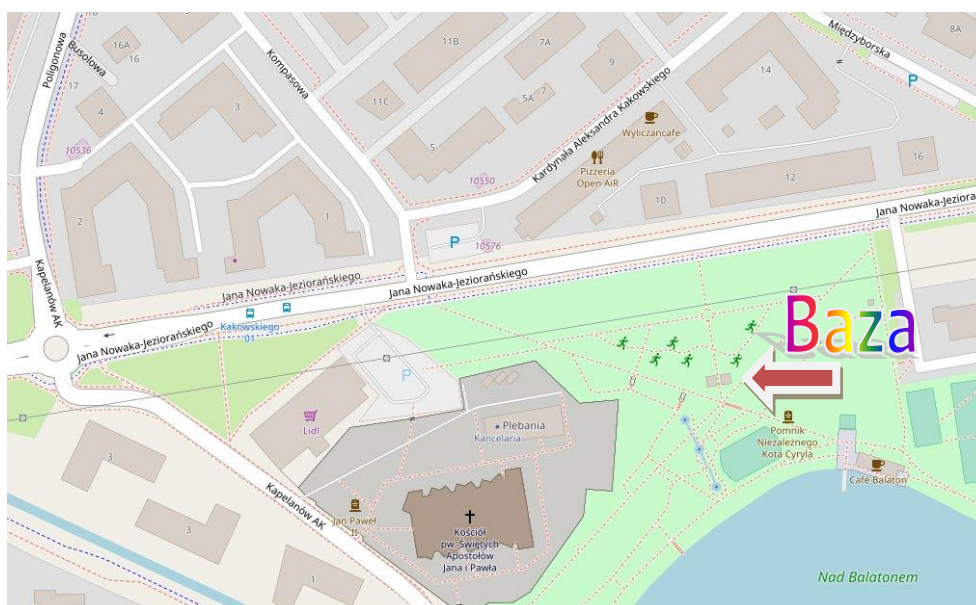 Poligonowa
Busolowa
16A
16
17
4
3
10536
2
1
Kapelanów AK
Kompasowa
11B
11C
7A
9
7
5A
5
10550
Kardynała Aleksandra Kakowskiego
Wyliczancafe
Pizzeria
Open AiR
Międzyborska
8A
P
14
12
16
10
P
10576
Jana Nowaka-Jeziora
Jana Nowaka-Jeziorańskiego
Jana Nowaka-Jeziorańskiego
Jana Nowaka-Jeziorańskiego
Kakowskiego
01
Baza
P
Lidl
Plebania
Kancelaria
Pomnik
Niezależnego
Kota Cyryla
Cafe Balaton
3
3
1
Kapelanów AK
Jan Paweł
II
Kościół
pw. Świętych
Apostołów
Jana i Pawła
Nad Balatonem